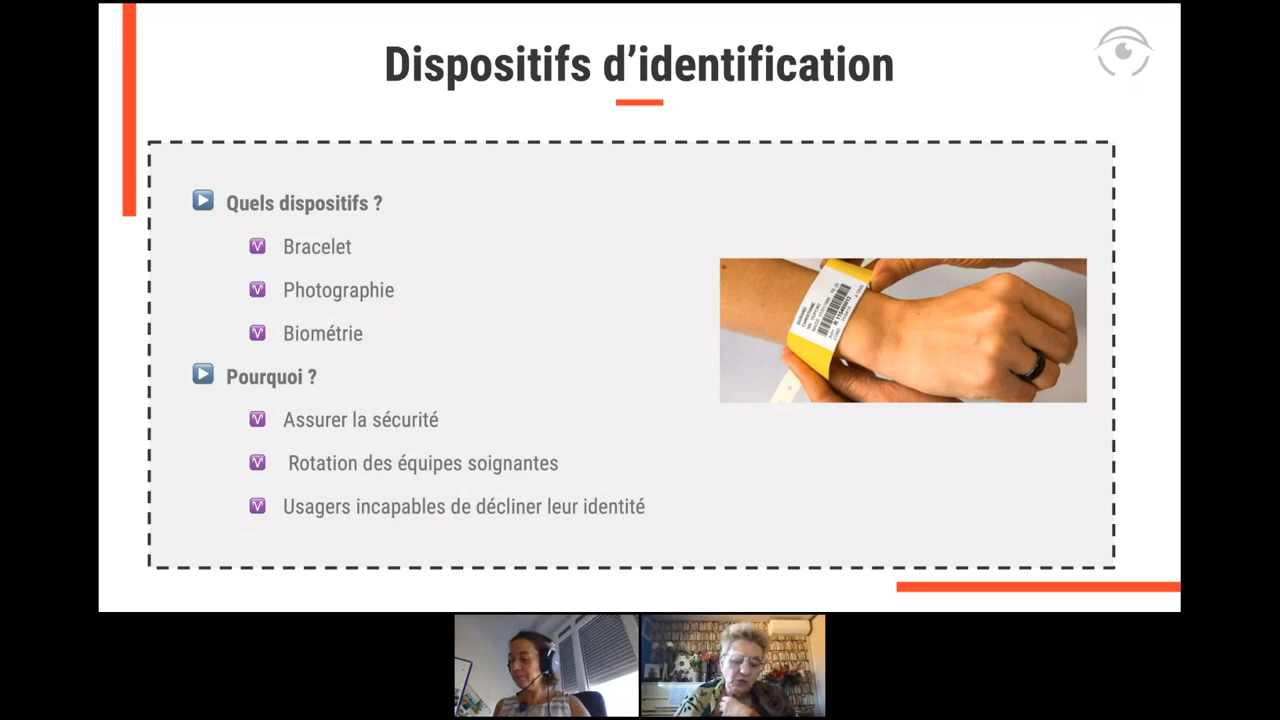 Dispositifs d’identification
Quels dispositifs ?
Bracelet
Photographie
Biométrie
Pourquoi ?
Assurer la sécurité
Rotation des équipes soignantes
Usagers incapables de décliner leur identité